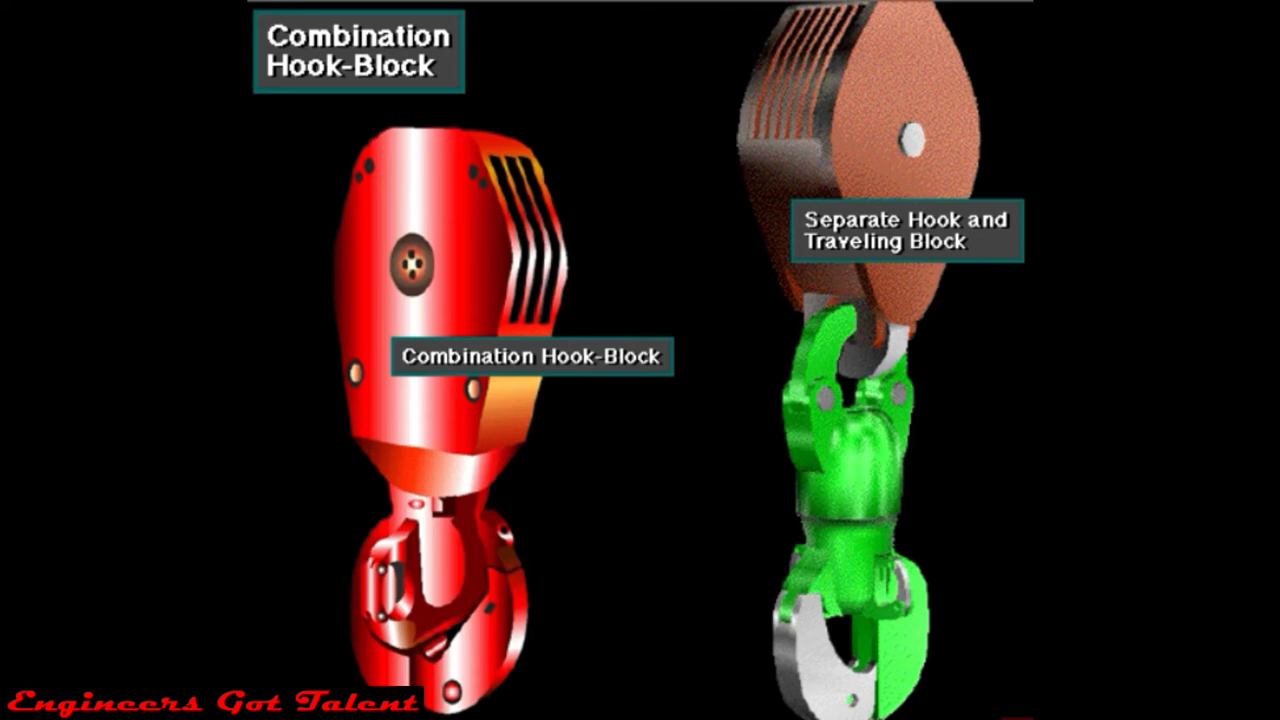 Combination
Hook-Block
Separate Hook and
Traveling Block
Combination Hook-Block
Engineers Got Talent